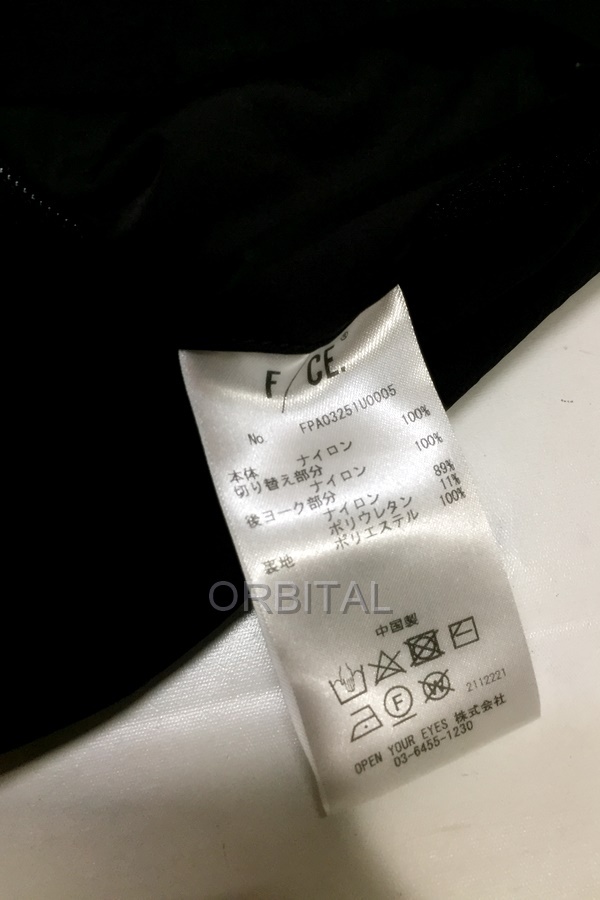 F/CE.®
No. FPA03251U0005
本体 ナイロン 100%
切り替え部分
ナイロン 100%
後ヨーク部分
ナイロン 89%
ポリウレタン 11%
裏地 ポリエステル 100%
ORBITAL
中国製
F W
2112221
OPEN YOUR EYES 株式会社
03-6455-1230